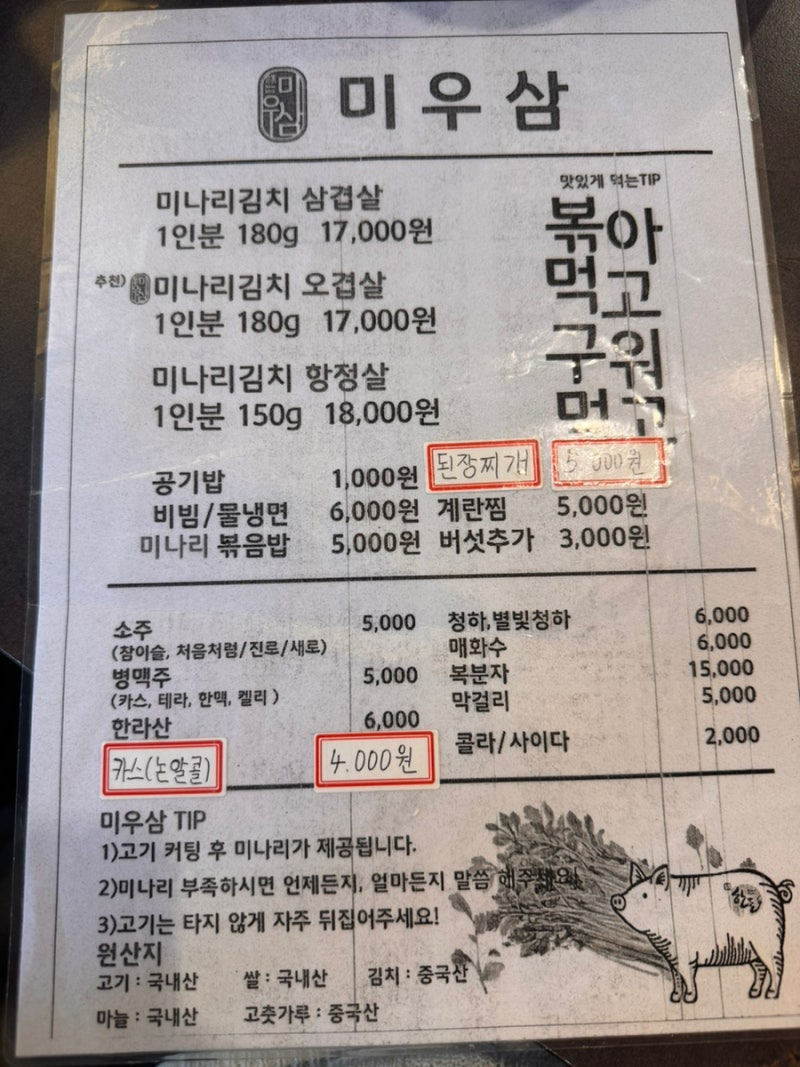 미우삼
미우삼
맛있게 먹는TIP
볶아
먹고
구워
먹고
미나리김치 삼겹살
1인분 180g 17,000원
추천) 미나리김치 오겹살
1인분 180g 17,000원
미나리김치 항정살
1인분 150g 18,000원
된장찌개 5,000원
공기밥 1,000원
비빔/물냉면 6,000원 계란찜 5,000원
미나리 볶음밥 5,000원 버섯추가 3,000원
소주 5,000
(참이슬, 처음처럼/진로/새로)
병맥주 5,000
(카스, 테라, 한맥, 켈리 )
한라산 6,000
카스(논알콜) 4.000원
청하,별빛청하 6,000
매화수 6,000
복분자 15,000
막걸리 5,000
콜라/사이다 2,000
미우삼 TIP
1)고기 커팅 후 미나리가 제공됩니다.
2)미나리 부족하시면 언제든지, 얼마든지 말씀 해주세요!
3)고기는 타지 않게 자주 뒤집어주세요!
원산지
고기 : 국내산 쌀 : 국내산 김치 : 중국산
마늘 : 국내산 고춧가루 : 중국산
한돈